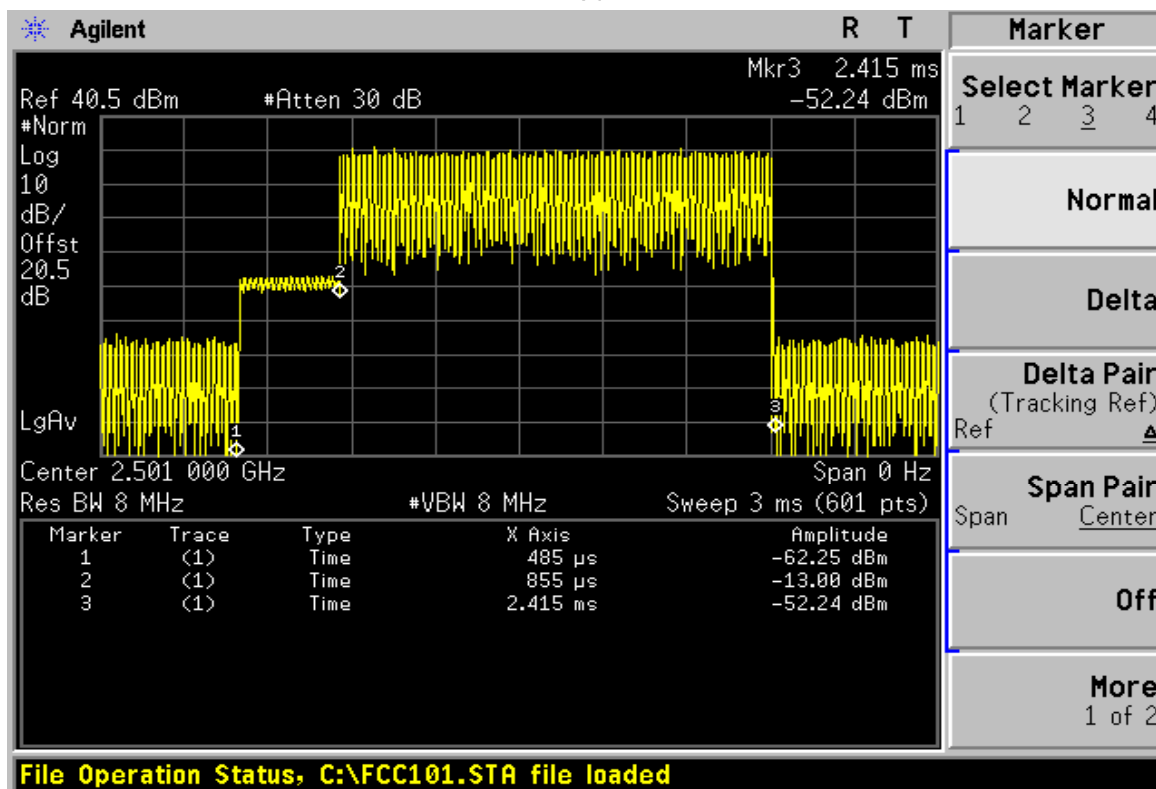 Agilent R T Marker
Mkr3 2.415 ms
Ref 40.5 dBm #Atten 30 dB -52.24 dBm
#Norm
Log
10
dB/
Offst
20.5
dB
LgAv
2
1
3
Center 2.501 000 GHz Span 0 Hz
Res BW 8 MHz #VBW 8 MHz Sweep 3 ms (601 pts)
Marker Trace Type X Axis Amplitude
1 (1) Time 485 µs -62.25 dBm
2 (1) Time 855 µs -13.00 dBm
3 (1) Time 2.415 ms -52.24 dBm
Select Marker
1 2 3 4
Normal
Delta
Delta Pair
(Tracking Ref)
Ref Δ
Span Pair
Span Center
Off
More
1 of 2
File Operation Status, C:\FCC101.STA file loaded